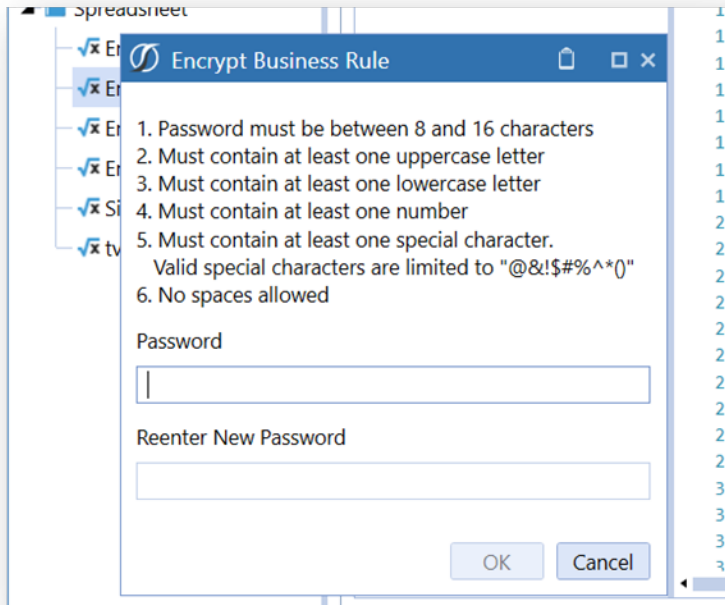 Spreadsheet
Encrypt Business Rule
1. Password must be between 8 and 16 characters
2. Must contain at least one uppercase letter
3. Must contain at least one lowercase letter
4. Must contain at least one number
5. Must contain at least one special character.
Valid special characters are limited to "@&!$#%^*()"
6. No spaces allowed
Password
Reenter New Password
OK
Cancel